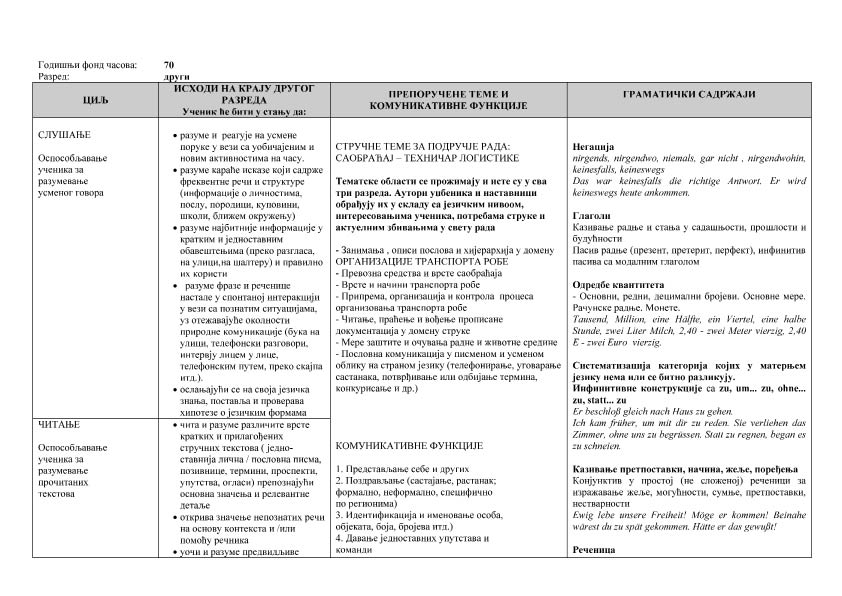 Годишњи фонд часова: 70
Разред: други
ЦИЉ
ИСХОДИ НА КРАЈУ ДРУГОГ
РАЗРЕДА
Ученик ће бити у стању да:
ПРЕПОРУЧЕНЕ ТЕМЕ И
КОМУНИКАТИВНЕ ФУНКЦИЈЕ
ГРАМАТИЧКИ САДРЖАЈИ
СЛУШАЊЕ
Оспособљавање
ученика за
разумевање
усменог говора
• разуме и реагује на усмене
поруке у вези са уобичајеним и
новим активностима на часу.
• разуме караће исказе који садрже
фреквентне речи и структуре
(информације о личностима,
послу, породици, куповини,
школи, ближем окружењу)
• разуме најбитније информације у
кратким и једноставним
обавештењима (преко разгласа,
на улици,на шалтеру) и правилно
их користи
• разуме фразе и реченице
настале у спонтаној интеракцији
у вези са познатим ситуацијама,
уз отежавајуће околности
природне комуникације (бука на
улици, телефонски разговори,
интервју лицем у лице,
телефонским путем, преко скајпа
итд.).
• ослањајући се на своја језичка
знања, поставља и проверава
хипотезе о језичким формама
СТРУЧНЕ ТЕМЕ ЗА ПОДРУЧЈЕ РАДА:
САОБРАЋАЈ – ТЕХНИЧАР ЛОГИСТИКЕ
Тематске области се прожимају и исте су у сва
три разреда. Аутори уџбеника и наставници
обрађују их у складу са језичким нивоом,
интересовањима ученика, потребама струке и
актуелним збивањима у свету рада
- Занимања , описи послова и хијерархија у домену
ОРГАНИЗАЦИЈЕ ТРАНСПОРТА РОБЕ
- Превозна средства и врсте саобраћаја
- Врсте и начини транспорта робе
- Припрема, организација и контрола процеса
организовања транспорта робе
- Читање, праћење и вођење прописане
документација у домену струке
- Мере заштите и очувања радне и животне средине
- Пословна комуникација у писменом и усменом
облику на страном језику (телефонирање, уговарање
састанака, потврђивање или одбијање термина,
конкурисање и др.)
Негација
nirgends, nirgendwo, niemals, gar nicht , nirgendwohin,
keinesfalls, keineswegs
Das war keinesfalls die richtige Antwort. Er wird
keineswegs heute ankommen.
Глаголи
Казивање радње и стања у садашњости, прошлости и
будућности
Пасив радње (презент, претерит, перфект), инфинитив
пасива са модалним глаголом
Одредбе квантитета
- Основни, редни, децимални бројеви. Основне мере.
Рачунске радње. Монете.
Tausend, Million, eine Hälfte, ein Viertel, eine halbe
Stunde, zwei Liter Milch, 2,40 - zwei Meter vierzig, 2,40
E - zwei Euro vierzig.
Систематизашија категорија којих у матерњем
језику нема или се битно разликују.
Инфинитивне конструкције са zu, um... zu, ohne...
zu, statt... zu
Er beschloß gleich nach Haus zu gehen.
Ich kam früher, um mit dir zu reden. Sie verließen das
Zimmer, ohne uns zu begrüssen. Statt zu regnen, began es
zu schneien.
Казивање претпоставки, начина, жеље, поређења
Конјунктив у простој (не сложеној) реченици за
изражавање жеље, могућности, сумње, претпоставки,
нестварности
Ewig lebe unsere Freiheit! Möge er kommen! Beinahe
wärest du zu spät gekommen. Hätte er das gewußt!
Реченица
ЧИТАЊЕ
Оспособљавање
ученика за
разумевање
прочитаних
текстова
• чита и разуме различите врсте
кратких и прилагођених
стручних текстова ( једно-
ставнија лична / пословна писма,
позивнице, термини, проспекти,
упутства, огласи) препознајући
основна значења и релевантне
детаље
• открива значење непознатих речи
на основу контекста и /или
помоћу речника
• уочи и разуме предвидљиве
КОМУНИКАТИВНЕ ФУНКЦИЈЕ
1. Представљање себе и других
2. Поздрављање (састајање, растанак;
формално, неформално, специфично
по регионима)
3. Идентификација и именовање особа,
објеката, боја, бројева итд.)
4. Давање једноставних упутстава и
команди